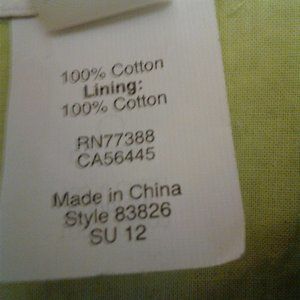 100% Cotton
Lining:
100% Cotton
RN77388
CA56445
Made in China
Style 83826
SU 12